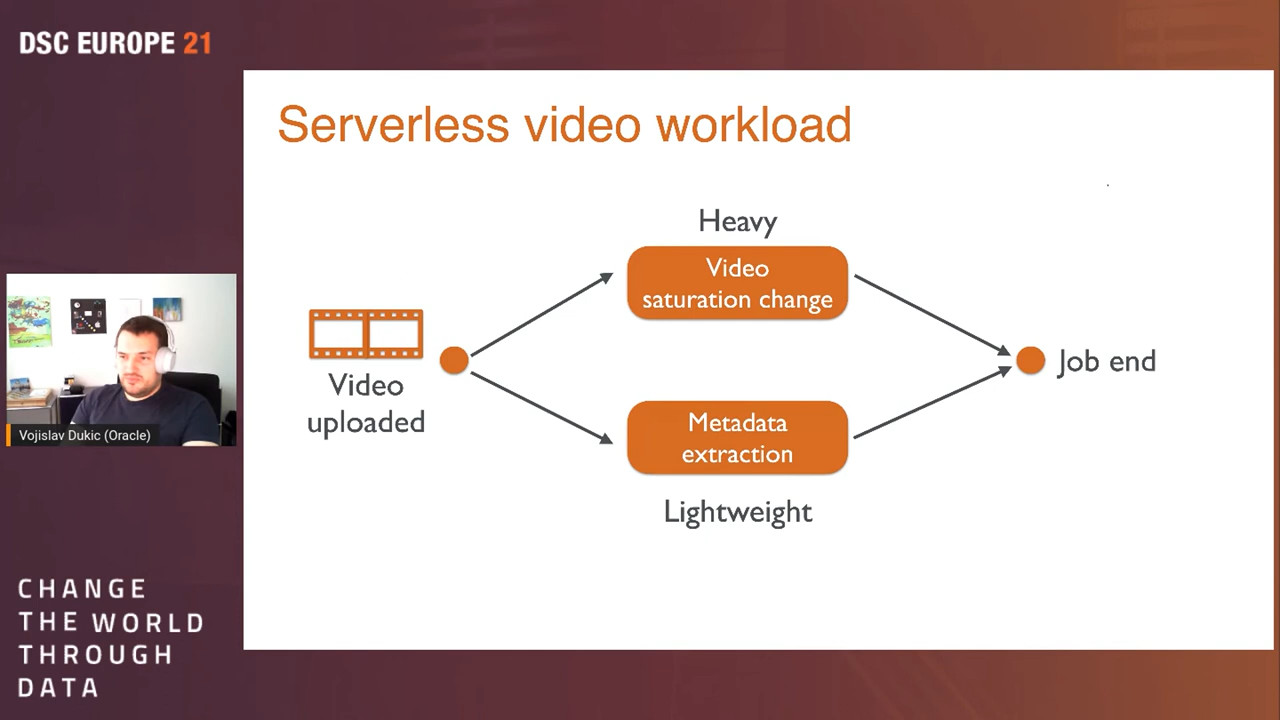 DSC EUROPE 21
Serverless video workload
Heavy
Video
saturation change
Video
uploaded
Job end
Metadata
extraction
Lightweight
Vojislav Dukic (Oracle)
CHANGE
THE WORLD
THROUGH
DATA